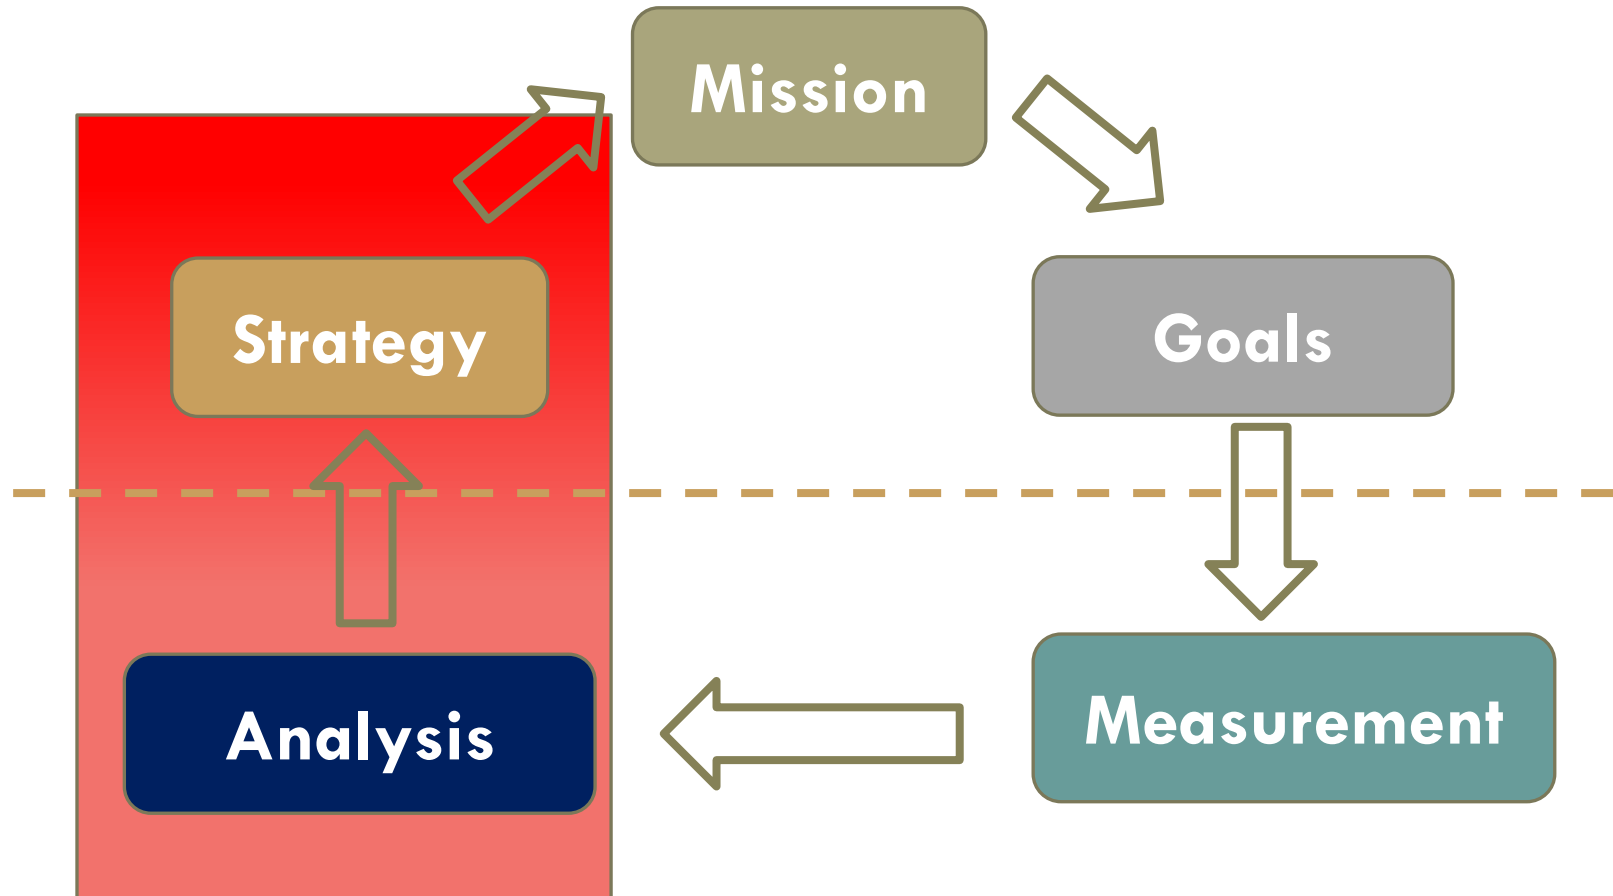 Mission
Strategy
Goals
Analysis
Measurement